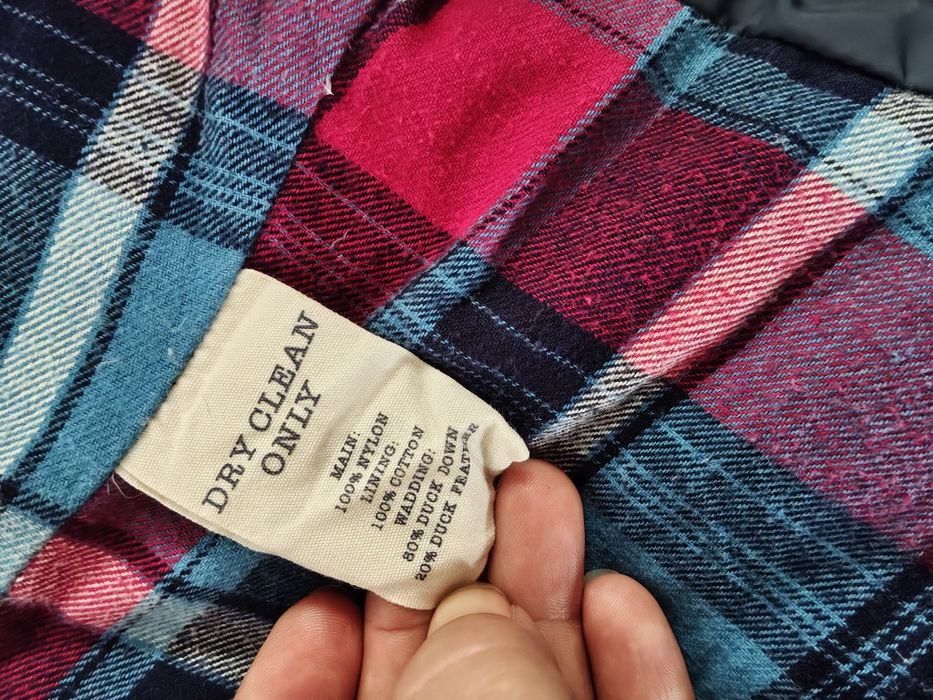 DRY CLEAN
ONLY
MAIN:
100% NYLON
LINING:
100% COTTON
WADDING:
80% DUCK DOWN
20% DUCK FEATHER